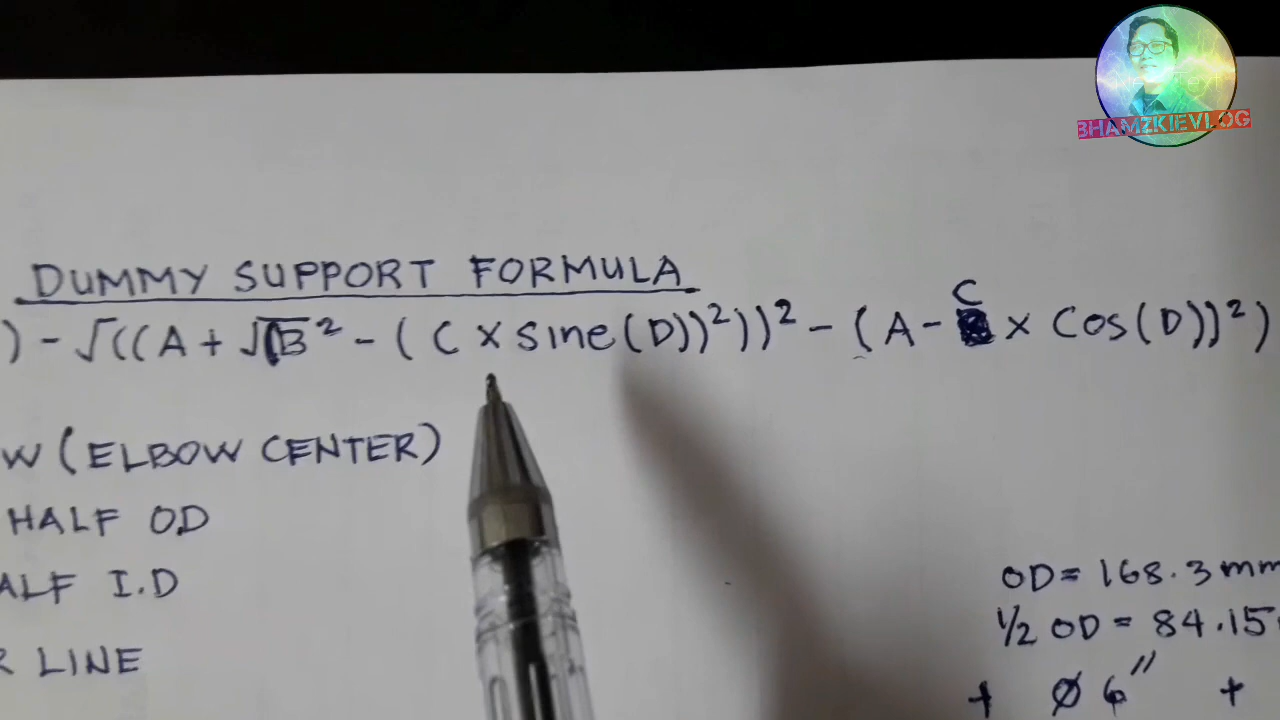 BHAMZKIEVLOG
DUMMY SUPPORT FORMULA
) - √((A + √B² - (C × sine(D))²))² - (A - C × Cos(D))²)
W (ELBOW CENTER)
HALF OD
ALF I.D
R LINE
OD = 168.3 mm
1/2 OD = 84.15
+ Ø 6" +